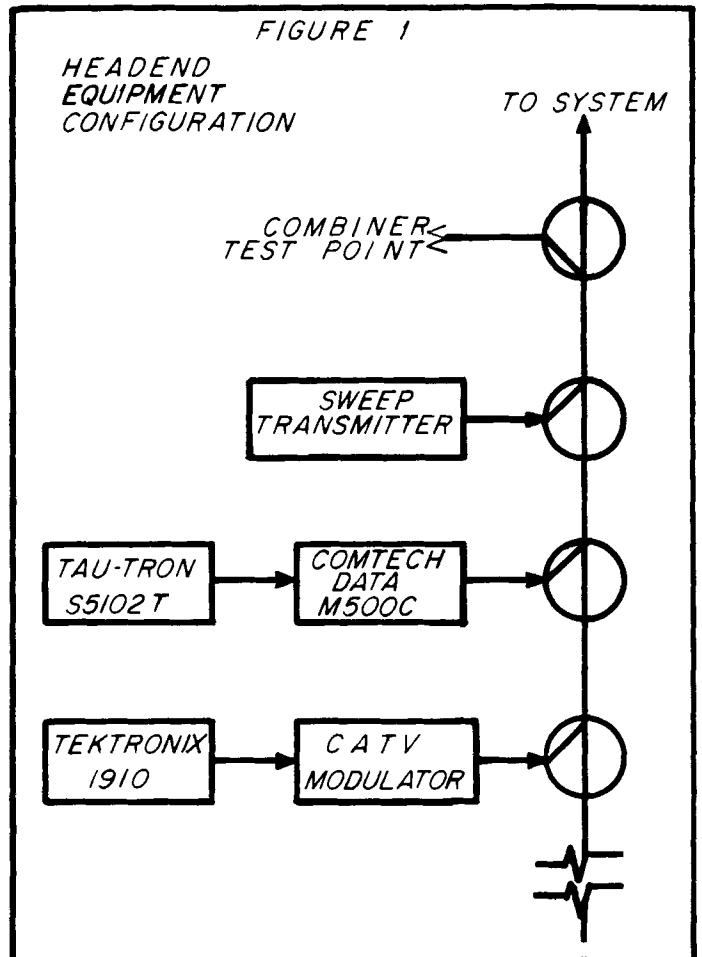 FIGURE 1
HEADEND
EQUIPMENT
CONFIGURATION
TO SYSTEM
COMBINER
TEST POINT
SWEEP
TRANSMITTER
TAU-TRON
S5102T
COMTECH
DATA
M500C
TEKTRONIX
1910
CATV
MODULATOR